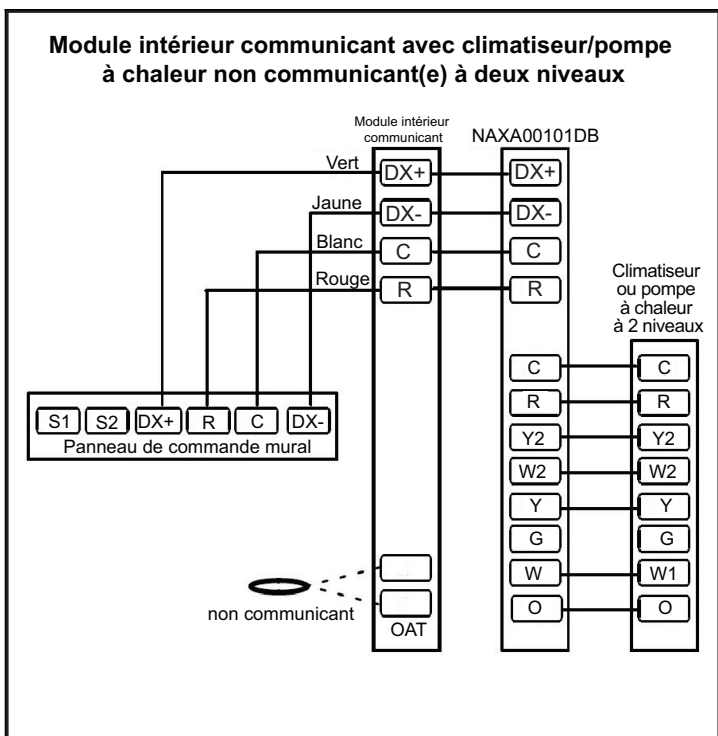 Module intérieur communicant avec climatiseur/pompe
à chaleur non communicant(e) à deux niveaux
Module intérieur
communicant
NAXA00101DB
Vert
DX+
DX+
Jaune
DX-
DX-
Blanc
C
C
Rouge
R
R
Climatiseur
ou pompe
à chaleur
à 2 niveaux
S1 S2 DX+ R C DX-
Panneau de commande mural
C
C
R
R
Y2
Y2
W2
W2
Y
Y
G
G
W
W1
O
O
non communicant
OAT